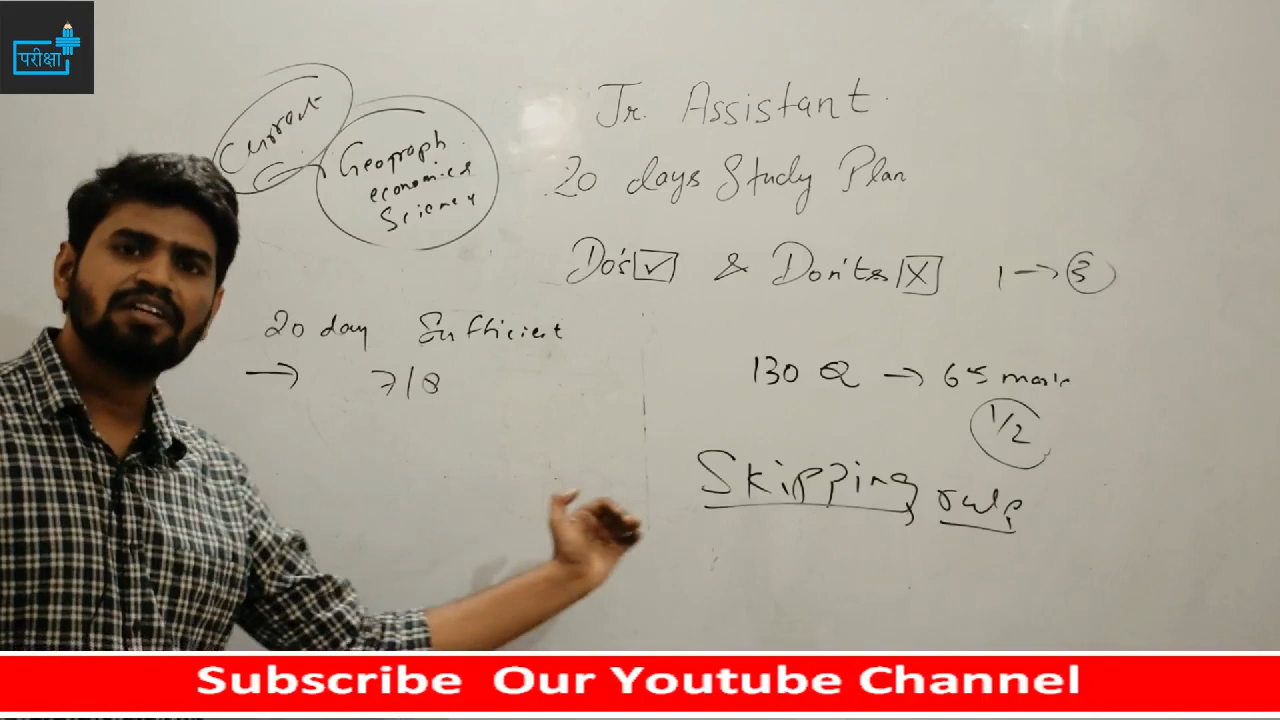 परीक्षा
Current
Geograph
economics
Science
Jr. Assistant.
20 days Study Plan
Do's & Don'ts 1 → 3
20 day Sufficient
→ 7/8
130 Q → 65 mark
1/2
Skipping rule
Subscribe Our Youtube Channel